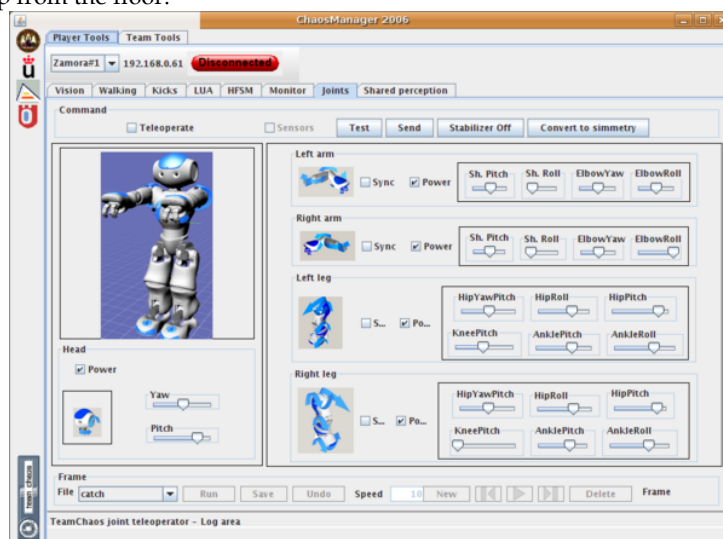 p from the floor.
ChaosManager 2006
Player Tools Team Tools
Zamora#1 192.168.0.61 Disconnected
Vision Walking Kicks LUA HFSM Monitor Joints Shared perception
Command
Teleoperate Sensors Test Send Stabilizer Off Convert to simmetry
Left arm
Sync Power Sh. Pitch Sh. Roll ElbowYaw ElbowRoll
Right arm
Sync Power Sh. Pitch Sh. Roll ElbowYaw ElbowRoll
Left leg
HipYawPitch HipRoll HipPitch
S... Po...
KneePitch AnklePitch AnkleRoll
Head
Power
Yaw
Pitch
Right leg
HipYawPitch HipRoll HipPitch
S... Po...
KneePitch AnklePitch AnkleRoll
Frame
File catch Run Save Undo Speed 10 New Delete Frame
TeamChaos joint teleoperator - Log area
team chaos